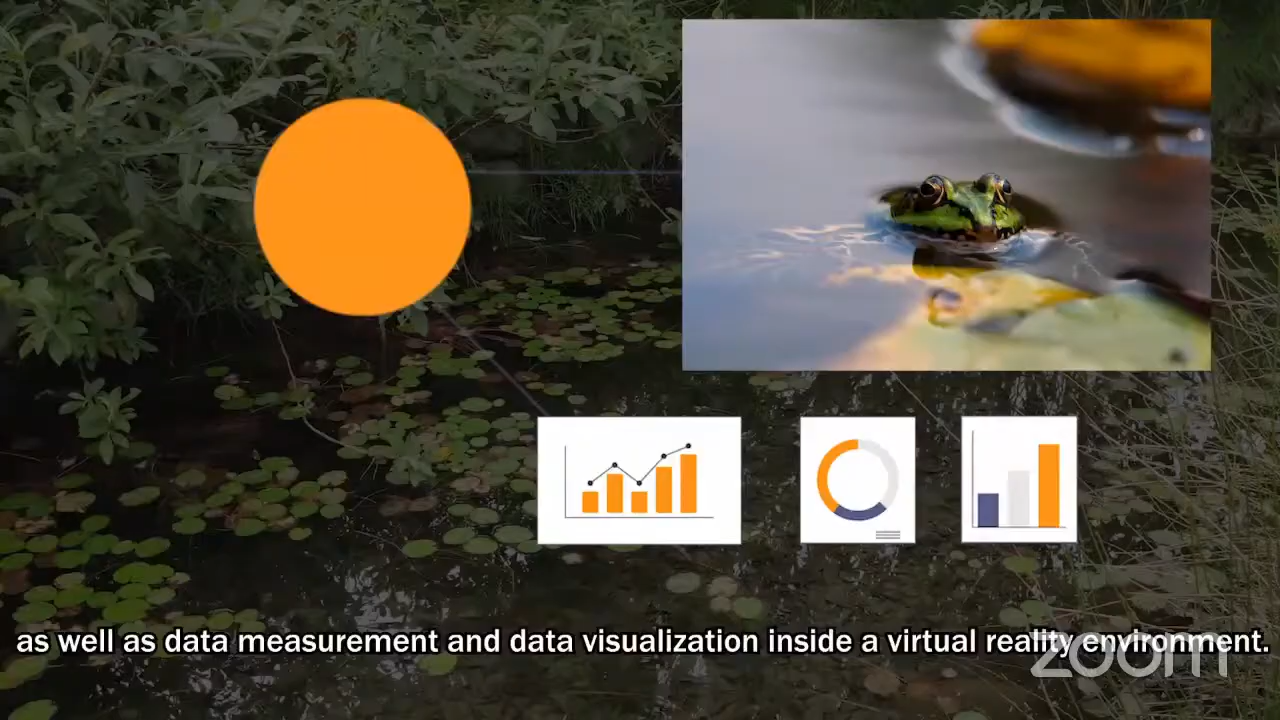 as well as data measurement and data visualization inside a virtual reality environment.
zoom